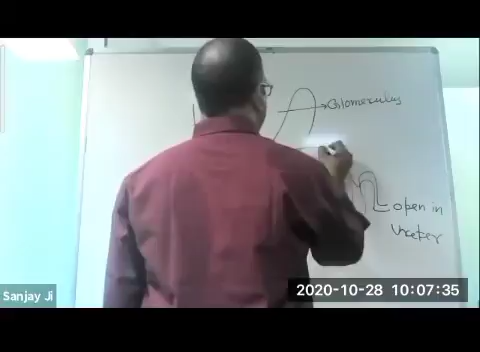 Glomerulus
open in
Ureter
Sanjay Ji
2020-10-28 10:07:35